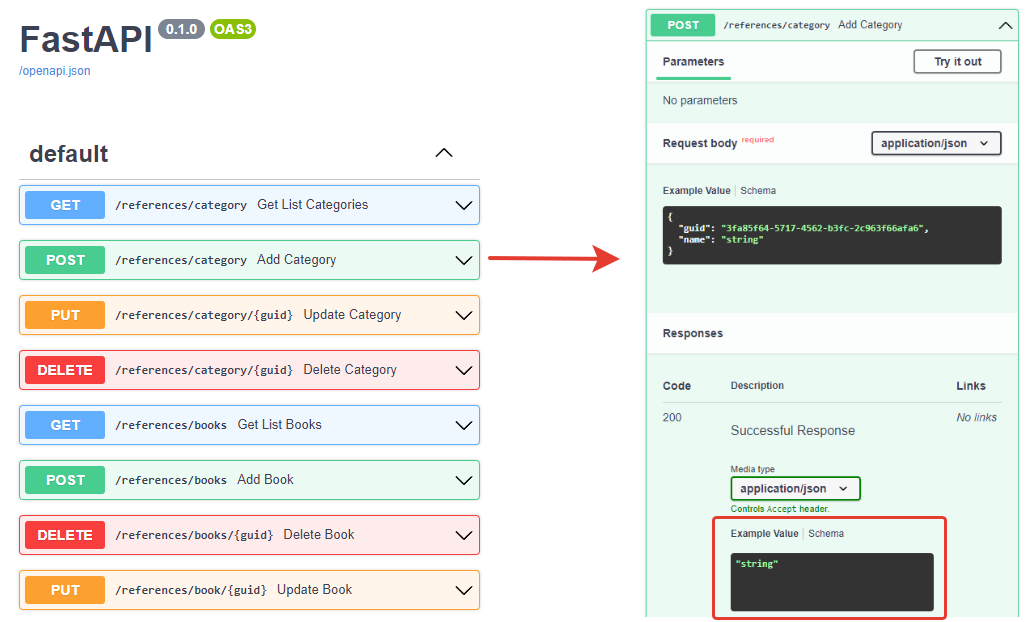 FastAPI 0.1.0 OAS3
/openapi.json
default
GET /references/category Get List Categories
POST /references/category Add Category
PUT /references/category/{guid} Update Category
DELETE /references/category/{guid} Delete Category
GET /references/books Get List Books
POST /references/books Add Book
DELETE /references/books/{guid} Delete Book
PUT /references/book/{guid} Update Book
POST /references/category Add Category
Parameters Try it out
No parameters
Request body required application/json
Example Value | Schema
{
"guid": "3fa85f64-5717-4562-b3fc-2c963f66afa6",
"name": "string"
}
Responses
Code Description Links
200 Successful Response No links
Media type
application/json
Controls Accept header.
Example Value | Schema
"string"